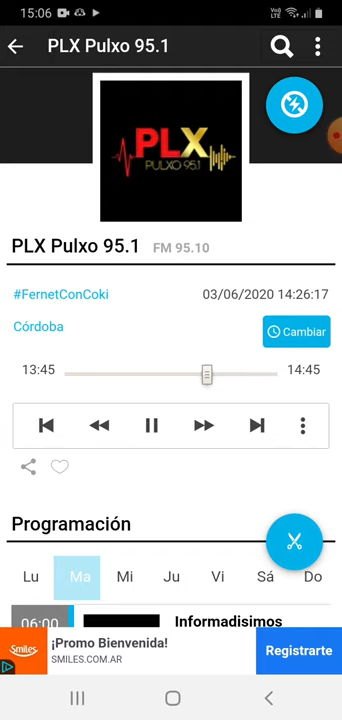 15:06
Vo)) LTE
PLX Pulxo 95.1
PLX
PULXO 95.1
PLX Pulxo 95.1 FM 95.10
#FernetConCoki 03/06/2020 14:26:17
Córdoba
Cambiar
13:45 14:45
Programación
Lu Ma Mi Ju Vi Sá Do
06:00 Informadisimos
Smiles
¡Promo Bienvenida!
SMILES.COM.AR
Registrarte